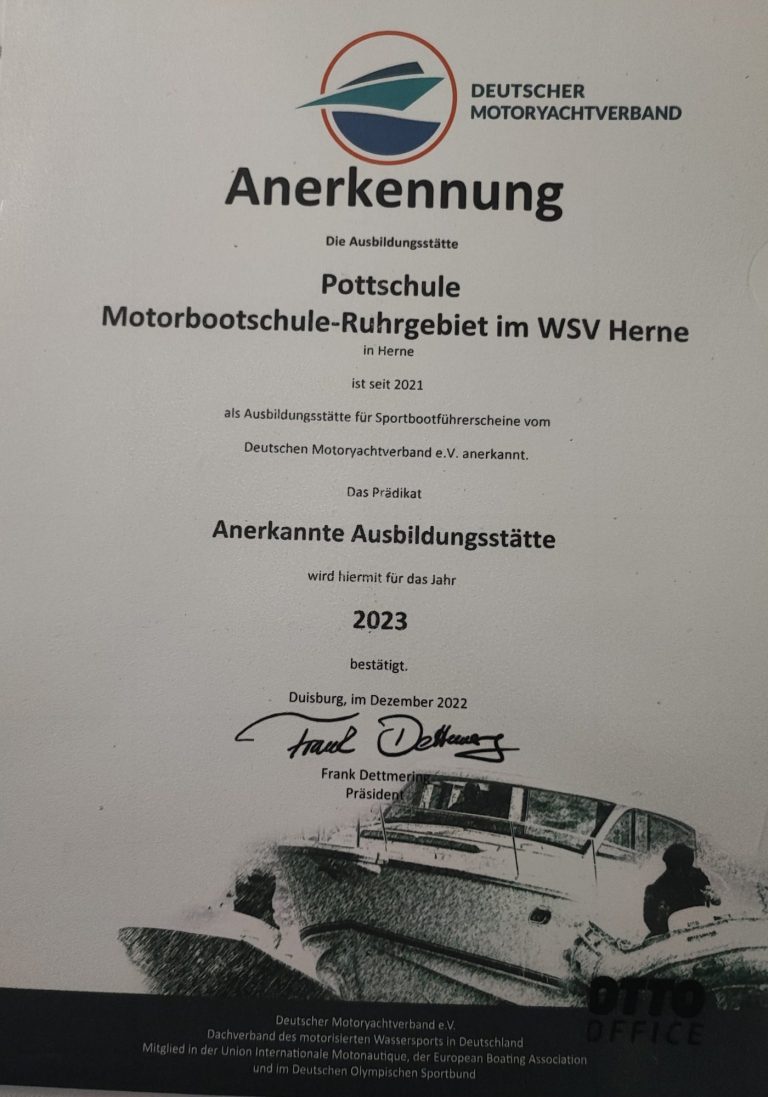 DEUTSCHER
MOTORYACHTVERBAND
Anerkennung
Die Ausbildungsstätte
Pottschule
Motorbootschule-Ruhrgebiet im WSV Herne
in Herne
ist seit 2021
als Ausbildungsstätte für Sportbootführerscheine vom
Deutschen Motoryachtverband e.V. anerkannt.
Das Prädikat
Anerkannte Ausbildungsstätte
wird hiermit für das Jahr
2023
bestätigt.
Duisburg, im Dezember 2022
Frank Dettmering
Frank Dettmering
Präsident
OTTO
OFFICE
Deutscher Motoryachtverband e.V.
Dachverband des motorisierten Wassersports in Deutschland
Mitglied in der Union Internationale Motonautique, der European Boating Association
und im Deutschen Olympischen Sportbund